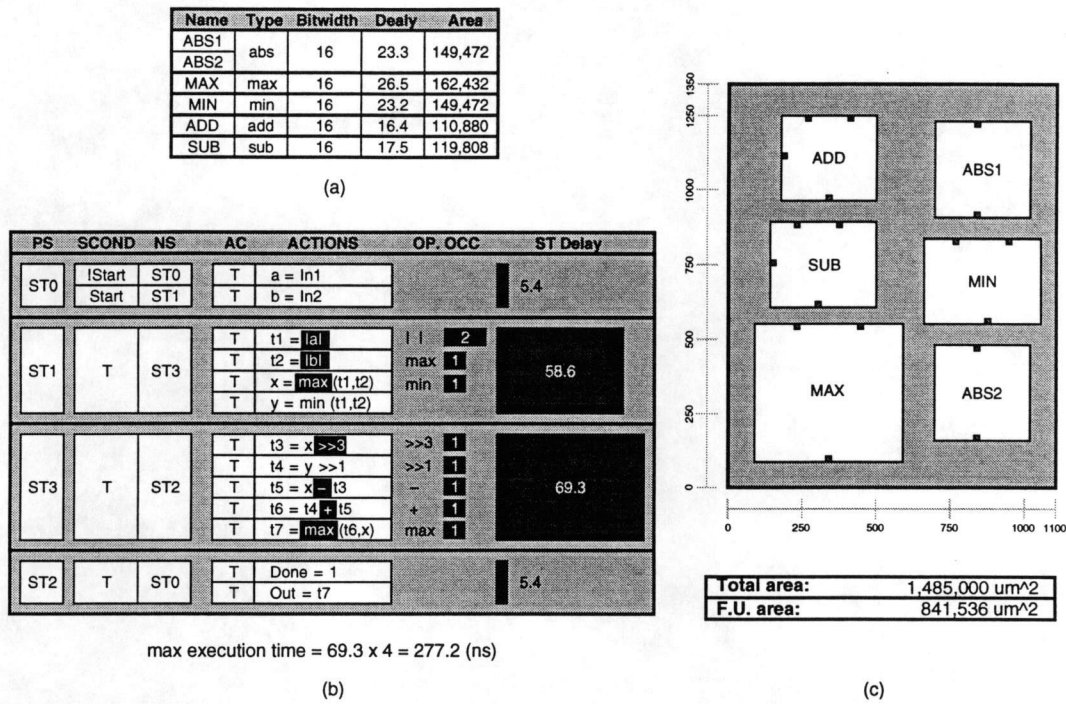 Name Type Bitwidth Dealy Area
ABS1 abs 16 23.3 149,472
ABS2
MAX max 16 26.5 162,432
MIN min 16 23.2 149,472
ADD add 16 16.4 110,880
SUB sub 16 17.5 119,808
(a)
PS SCOND NS AC ACTIONS OP. OCC ST Delay
ST0 !Start ST0 T a = In1 5.4
Start ST1 T b = In2
ST1 T ST3 T t1 = |a| | | 2 58.6
T t2 = |b| max 1
T x = max (t1,t2) min 1
T y = min (t1,t2)
ST3 T ST2 T t3 = x >>3 >>3 1 69.3
T t4 = y >>1 >>1 1
T t5 = x - t3 - 1
T t6 = t4 + t5 + 1
T t7 = max (t6,x) max 1
ST2 T ST0 T Done = 1 5.4
T Out = t7
max execution time = 69.3 x 4 = 277.2 (ns)
(b)
1350
1250
1000
750
500
250
0
ADD ABS1
SUB MIN
MAX ABS2
0 250 500 750 1000 1100
Total area: 1,485,000 um^2
F.U. area: 841,536 um^2
(c)